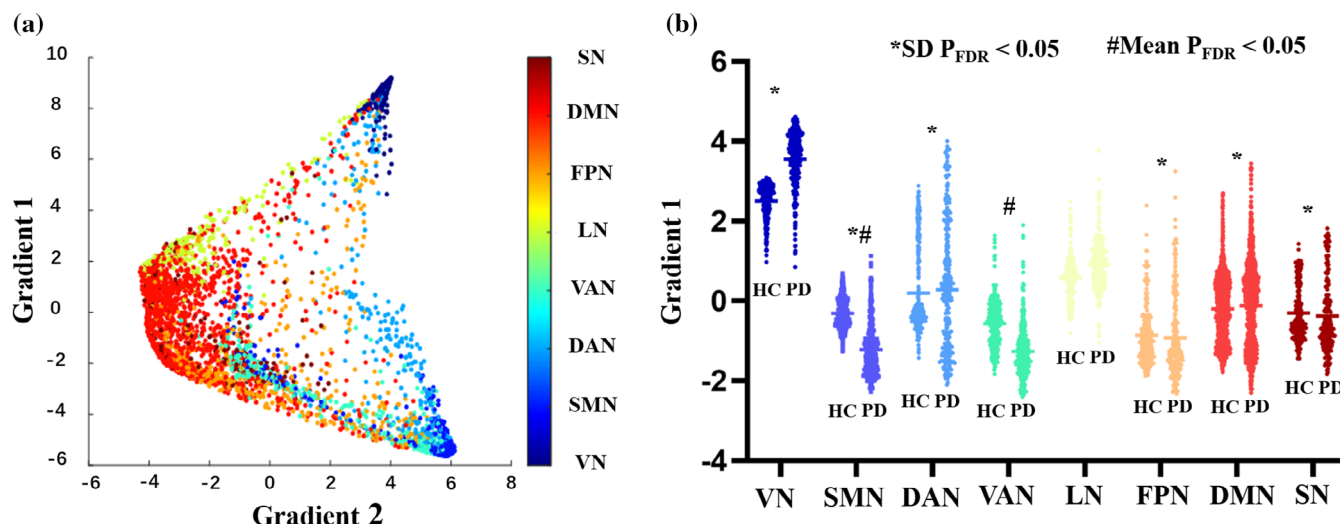 (a)
10
8
6
4
2
0
-2
-4
-6
-6 -4 -2 0 2 4 6 8
Gradient 1
Gradient 2
SN
DMN
FPN
LN
VAN
DAN
SMN
VN
(b)
*SD P_FDR < 0.05 #Mean P_FDR < 0.05
6
4
2
0
-2
-4
Gradient 1
* *# * # * * *
HC PD HC PD HC PD HC PD HC PD HC PD HC PD HC PD
VN SMN DAN VAN LN FPN DMN SN